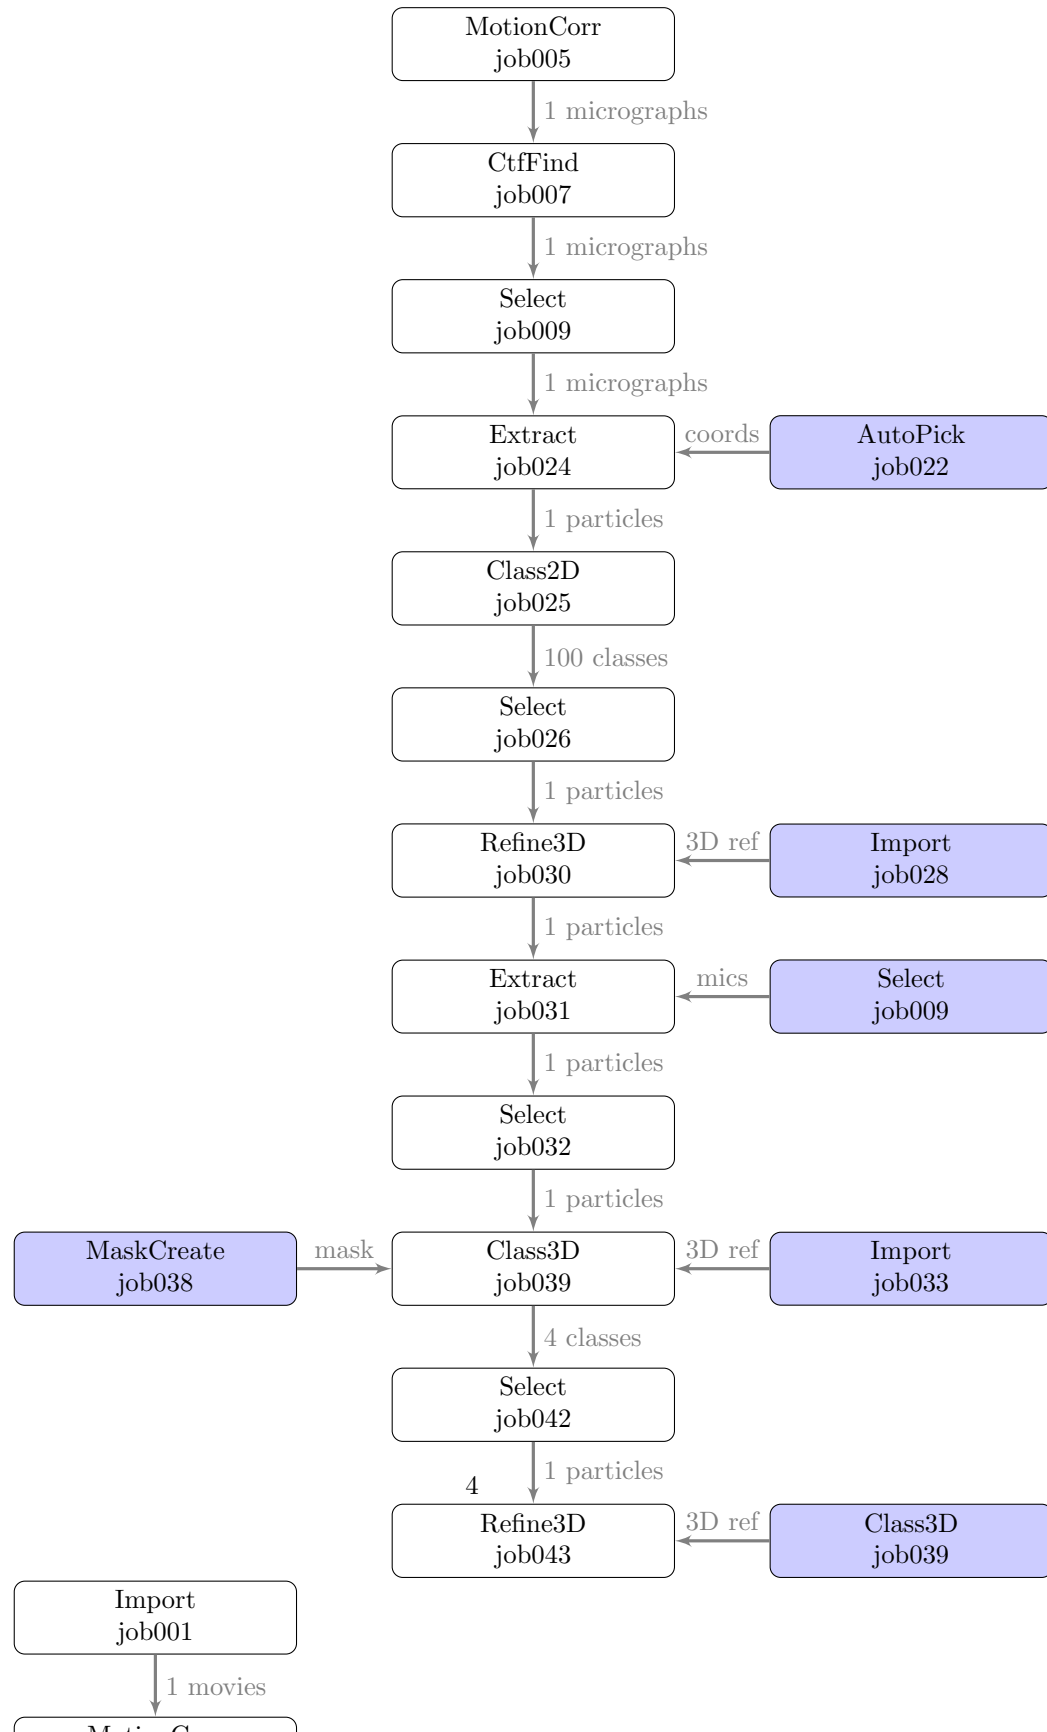 MotionCorr
job005
1 micrographs
CtfFind
job007
1 micrographs
Select
job009
1 micrographs
Extract
job024
coords
AutoPick
job022
1 particles
Class2D
job025
100 classes
Select
job026
1 particles
Refine3D
job030
3D ref
Import
job028
1 particles
Extract
job031
mics
Select
job009
1 particles
Select
job032
1 particles
MaskCreate
job038
mask
Class3D
job039
3D ref
Import
job033
4 classes
Select
job042
1 particles
4
Refine3D
job043
3D ref
Class3D
job039
Import
job001
1 movies